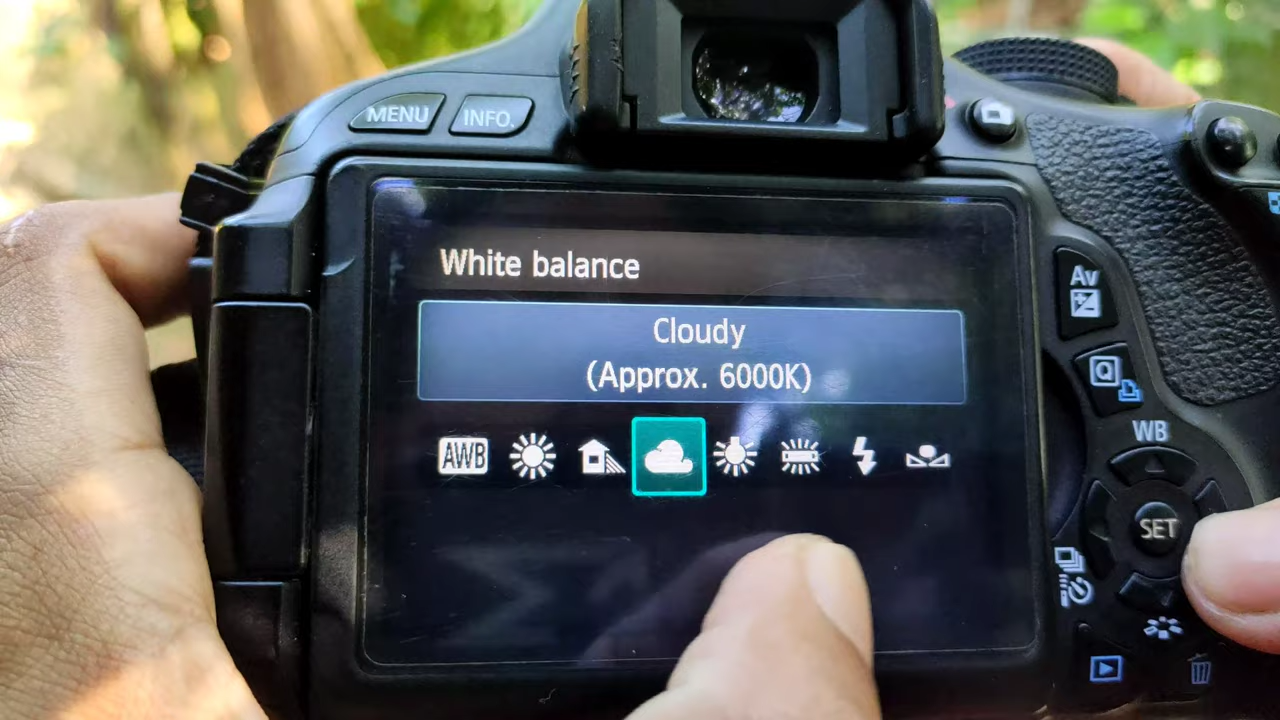 MENU
INFO.
White balance
Cloudy
(Approx. 6000K)
AWB
Av
Q
WB
SET